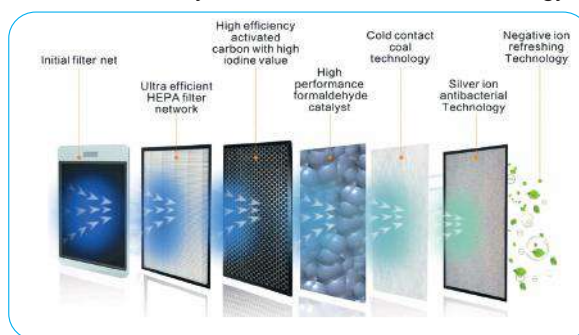 Initial filter net
Ultra efficient
HEPA filter
network
High efficiency
activated
carbon with high
iodine value
High
performance
formaldehyde
catalyst
Cold contact
coal
technology
Silver ion
antibacterial
Technology
Negative ion
refreshing
Technology